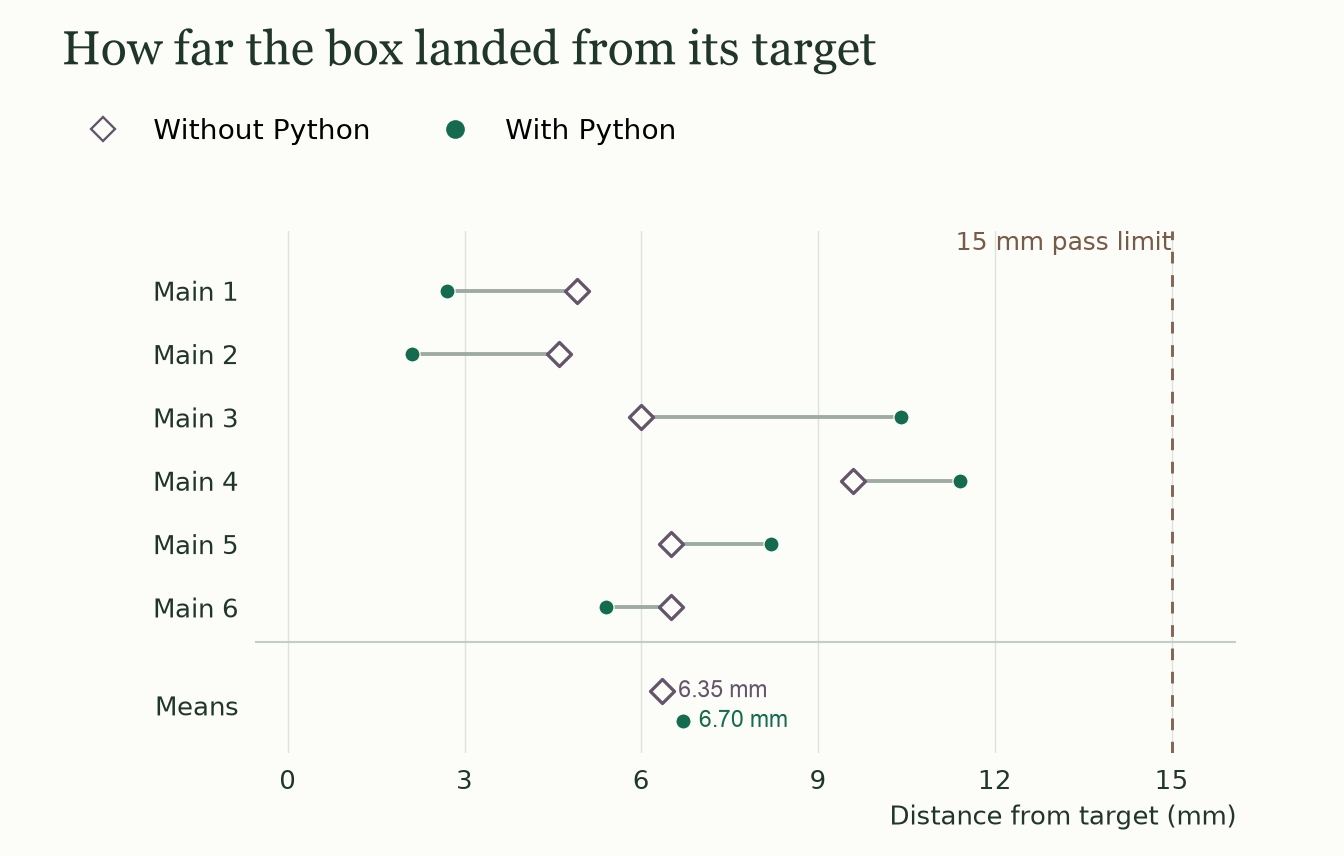 How far the box landed from its target
Without Python
With Python
15 mm pass limit
Main 1
Main 2
Main 3
Main 4
Main 5
Main 6
Means
6.35 mm
6.70 mm
0 3 6 9 12 15
Distance from target (mm)